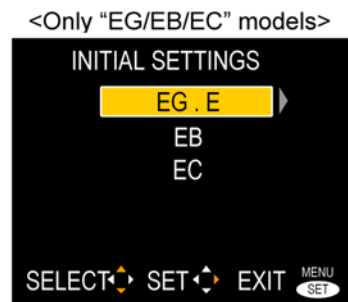 <Only “EG/EB/EC” models>
INITIAL SETTINGS
EG . E
EB
EC
SELECT SET EXIT MENU
SET